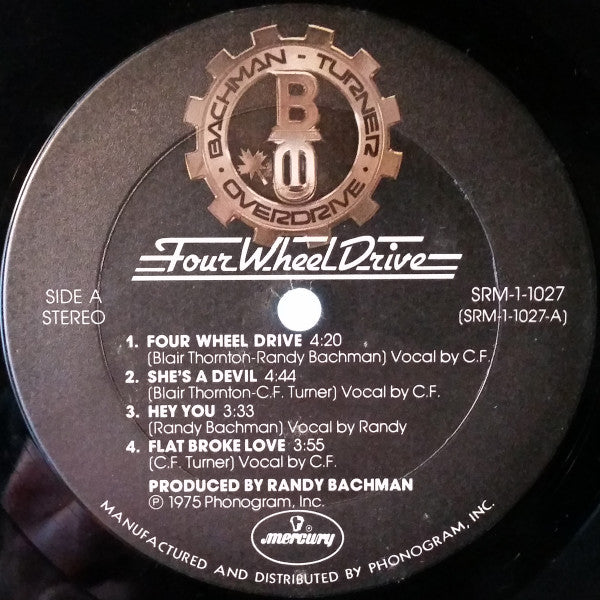 BACHMAN - TURNER
· OVERDRIVE ·
B
T
O
Four Wheel Drive
SIDE A
STEREO
SRM-1-1027
(SRM-1-1027-A)
1. FOUR WHEEL DRIVE 4:20
(Blair Thornton-Randy Bachman) Vocal by C.F.
2. SHE'S A DEVIL 4:44
(Blair Thornton-C.F. Turner) Vocal by C.F.
3. HEY YOU 3:33
(Randy Bachman) Vocal by Randy
4. FLAT BROKE LOVE 3:55
(C.F. Turner) Vocal by C.F.
PRODUCED BY RANDY BACHMAN
Ⓟ 1975 Phonogram, Inc.
mercury
MANUFACTURED AND DISTRIBUTED BY PHONOGRAM, INC.